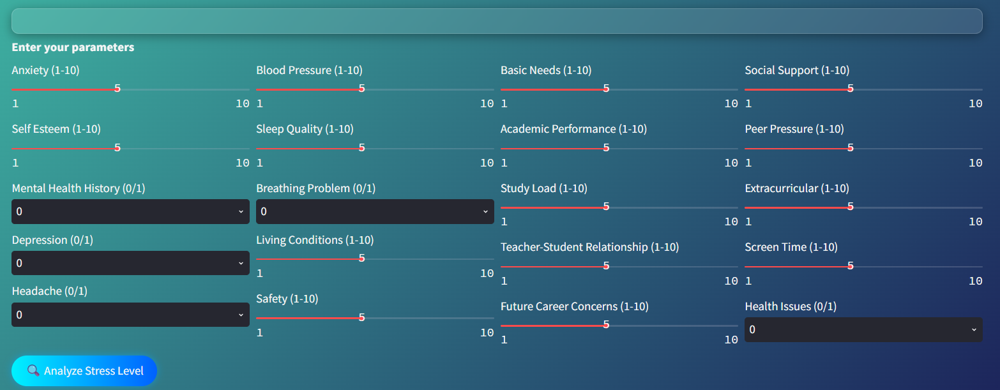 Enter your parameters
Anxiety (1-10)
5
1 10
Self Esteem (1-10)
5
1 10
Mental Health History (0/1)
0
Depression (0/1)
0
Headache (0/1)
0
Blood Pressure (1-10)
5
1 10
Sleep Quality (1-10)
5
1 10
Breathing Problem (0/1)
0
Living Conditions (1-10)
5
1 10
Safety (1-10)
5
1 10
Basic Needs (1-10)
5
1 10
Academic Performance (1-10)
5
1 10
Study Load (1-10)
5
1 10
Teacher-Student Relationship (1-10)
5
1 10
Future Career Concerns (1-10)
5
1 10
Social Support (1-10)
5
1 10
Peer Pressure (1-10)
5
1 10
Extracurricular (1-10)
5
1 10
Screen Time (1-10)
5
1 10
Health Issues (0/1)
0
🔍 Analyze Stress Level